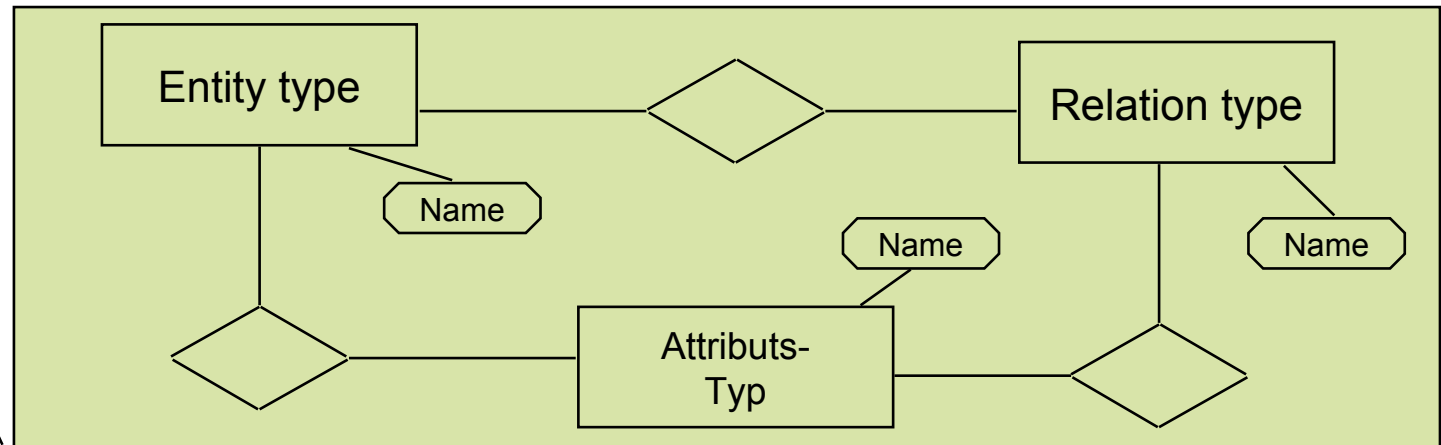 Entity type
Relation type
Name
Name
Name
Attributs-
Typ